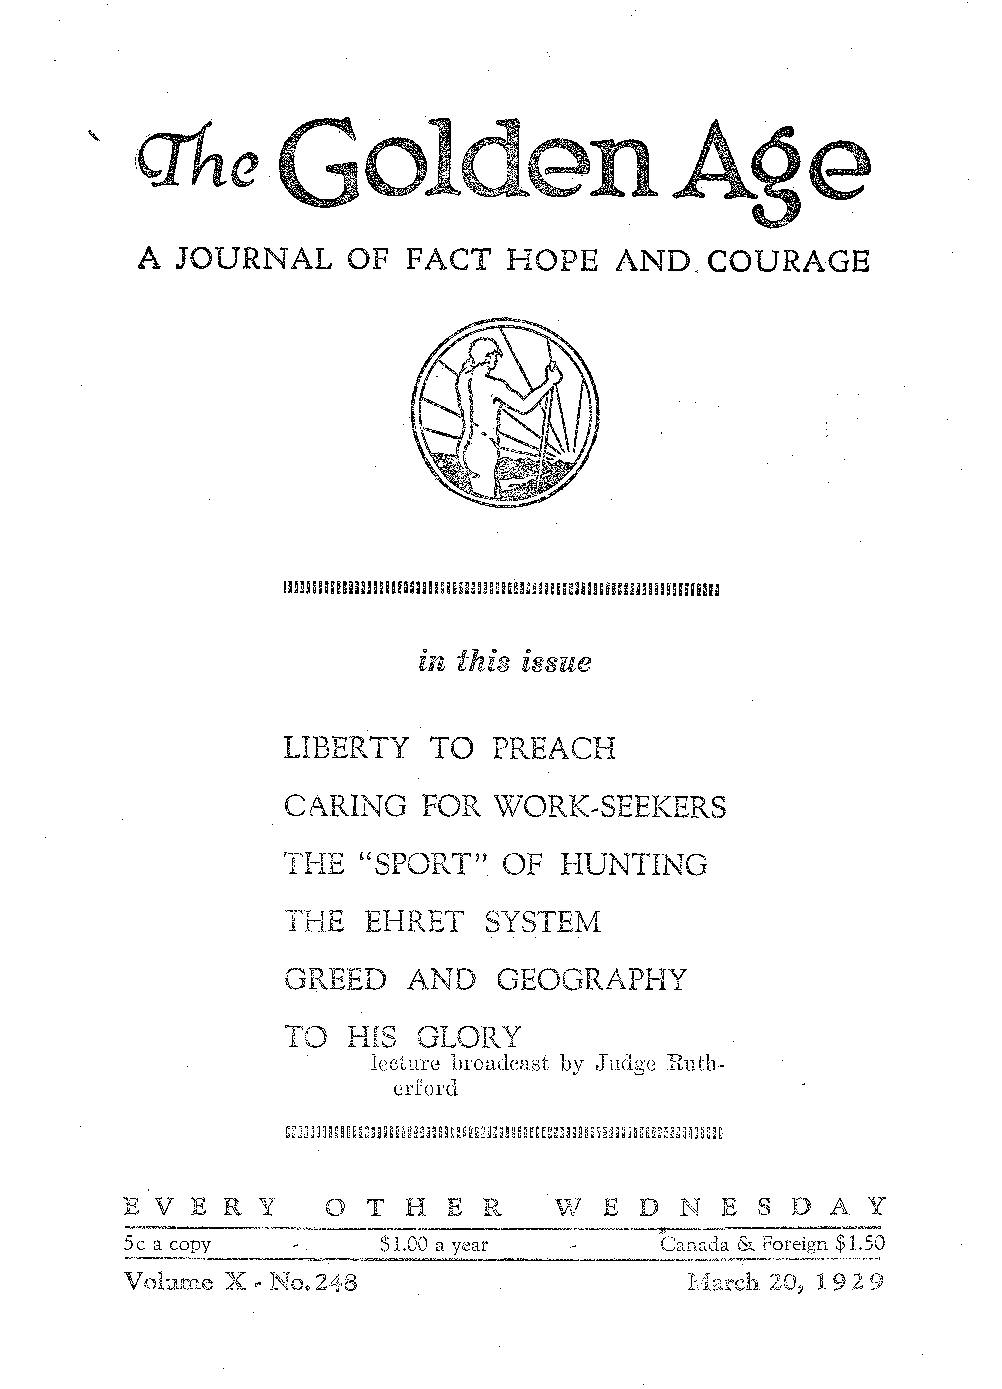 The Golden Age
A JOURNAL OF FACT HOPE AND COURAGE
in this issue
LIBERTY TO PREACH
CARING FOR WORK-SEEKERS
THE “SPORT” OF HUNTING
THE EHRET SYSTEM
GREED AND GEOGRAPHY
TO HIS GLORY
lecture broadcast by Judge Ruth-
erford
EVERY OTHER WEDNESDAY
5c a copy - $1.00 a year - Canada & Foreign $1.50
Volume X - No. 248 March 20, 1929